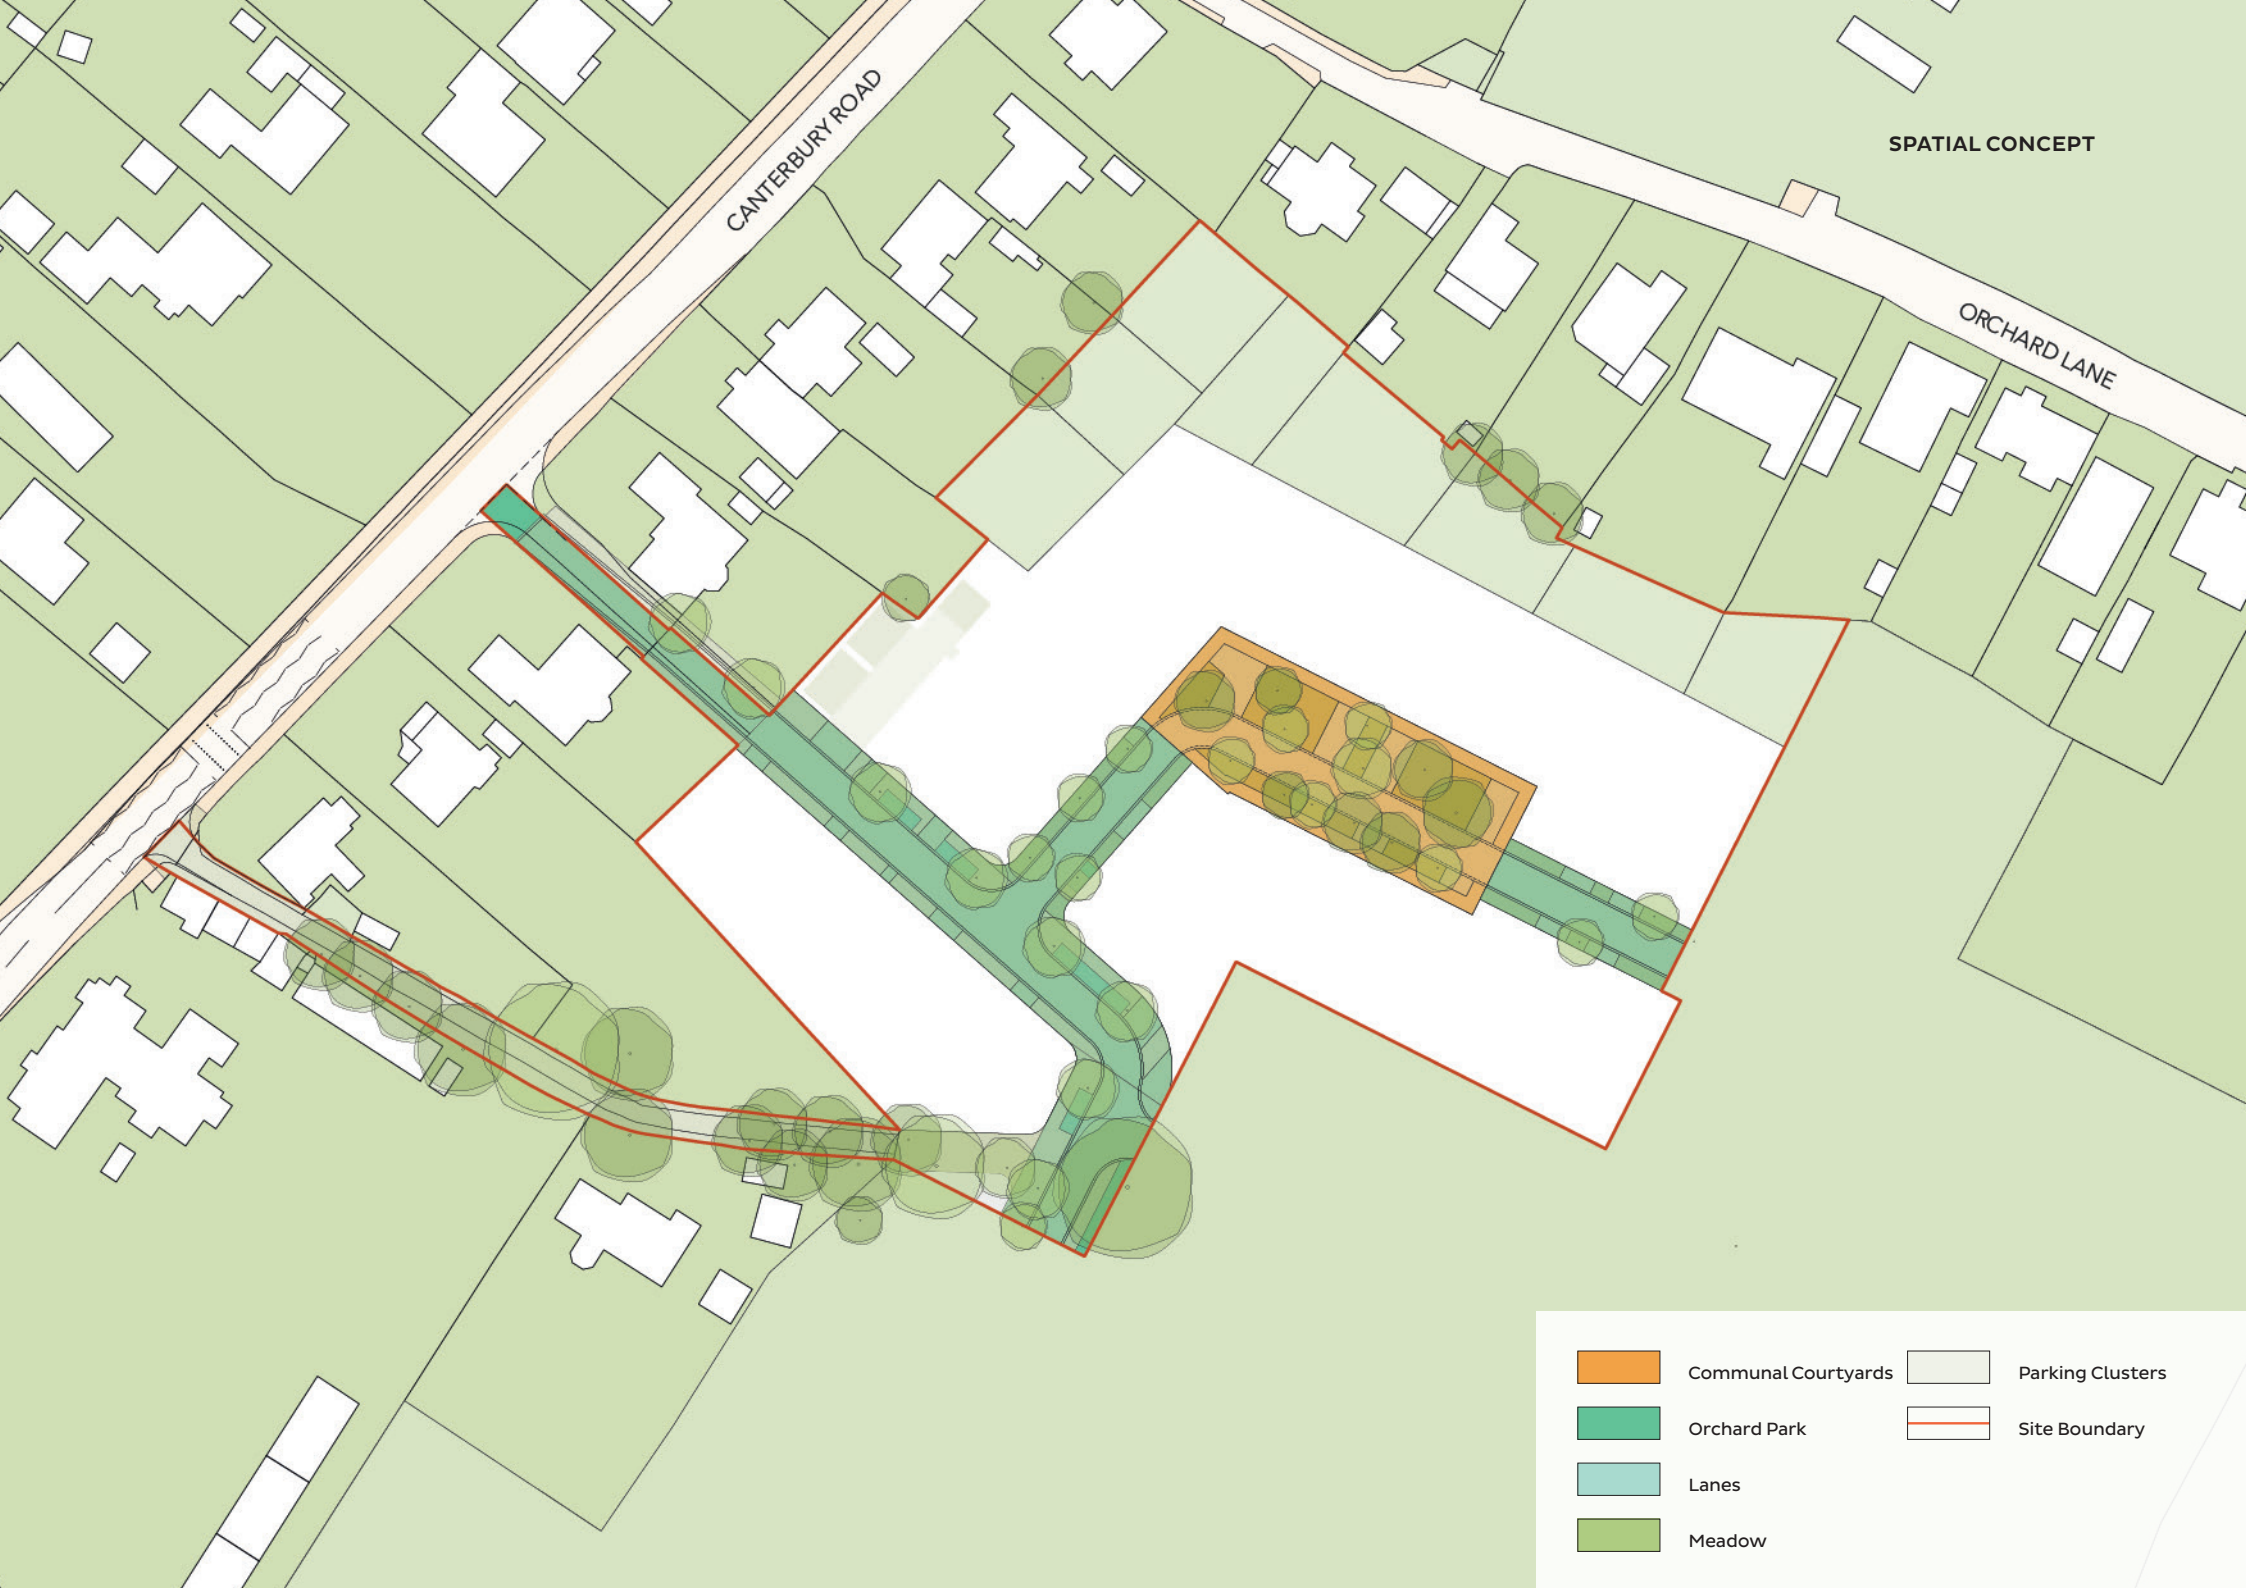 CANTERBURY ROAD
SPATIAL CONCEPT
ORCHARD LANE
Communal Courtyards
Parking Clusters
Orchard Park
Site Boundary
Lanes
Meadow